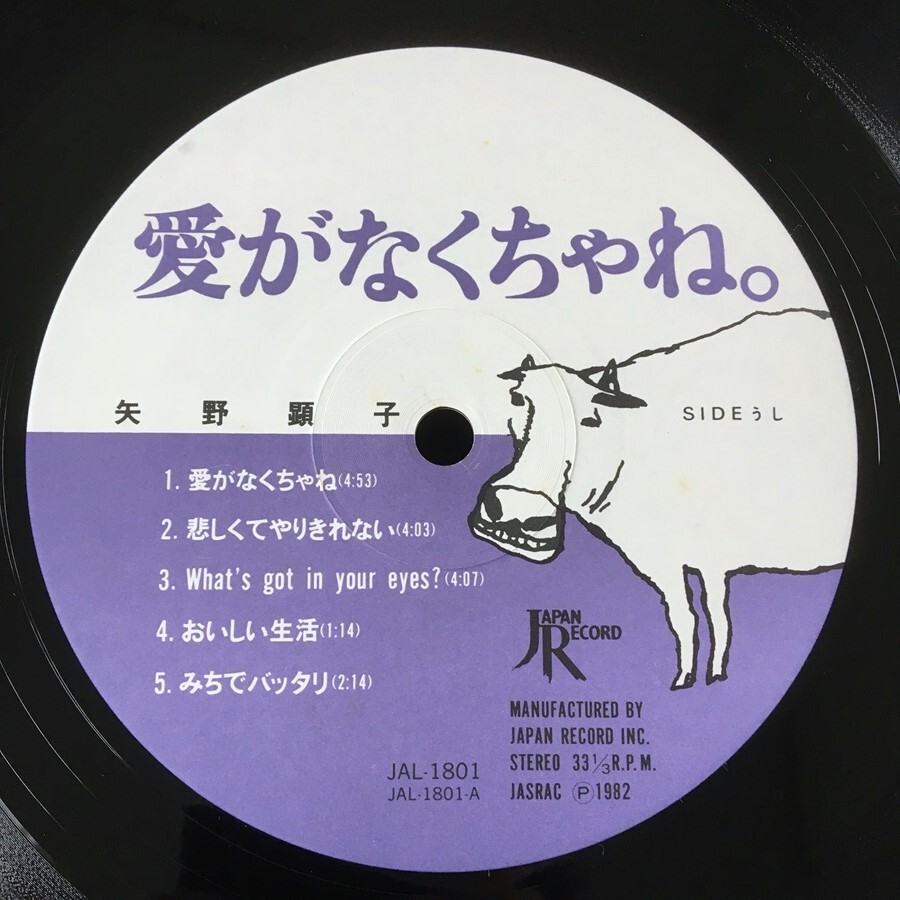 愛がなくちゃね。
矢野顕子
SIDEうし
1. 愛がなくちゃね(4:53)
2. 悲しくてやりきれない(4:03)
3. What's got in your eyes?(4:07)
4. おいしい生活(1:14)
5. みちでバッタリ(2:14)
JAPAN
RECORD
MANUFACTURED BY
JAPAN RECORD INC.
STEREO 33 1/3 R.P.M.
JASRAC Ⓟ1982
JAL-1801
JAL-1801-A